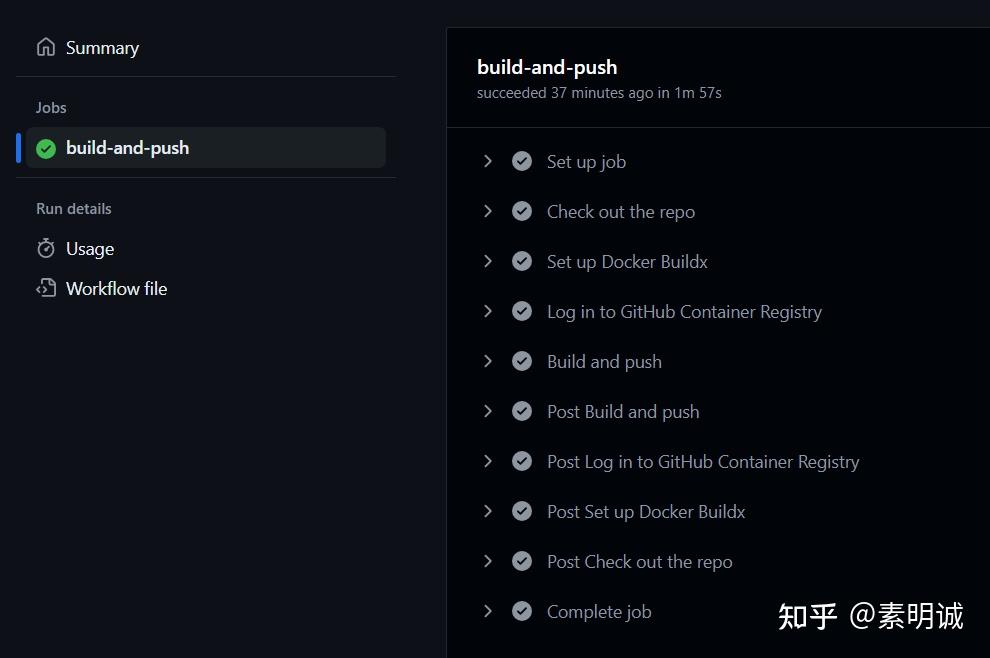 Summary
Jobs
build-and-push
Run details
Usage
Workflow file
build-and-push
succeeded 37 minutes ago in 1m 57s
Set up job
Check out the repo
Set up Docker Buildx
Log in to GitHub Container Registry
Build and push
Post Build and push
Post Log in to GitHub Container Registry
Post Set up Docker Buildx
Post Check out the repo
Complete job
知乎 @素明诚